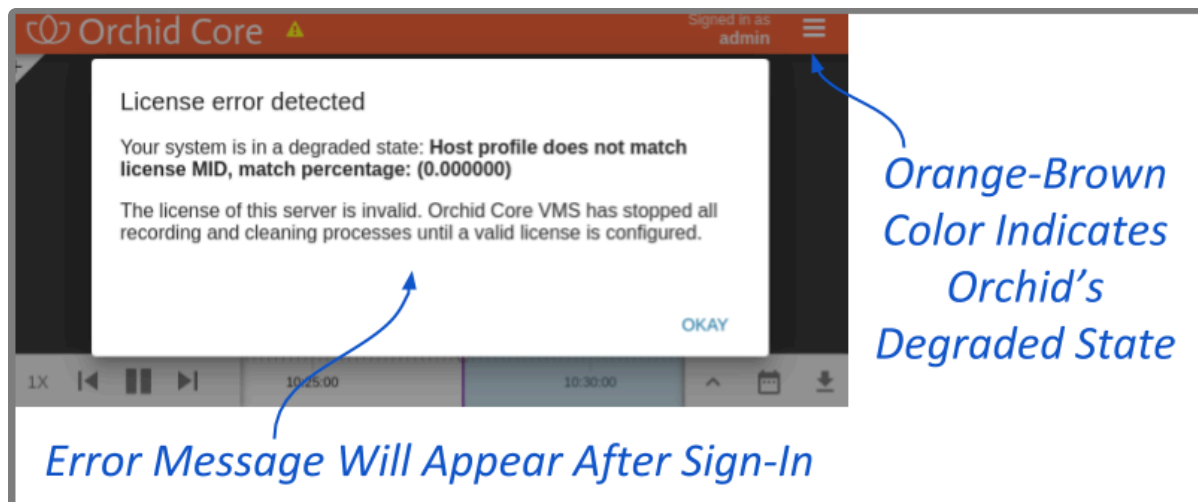 Orchid Core
Signed in as
admin
License error detected
Your system is in a degraded state: Host profile does not match
license MID, match percentage: (0.000000)
The license of this server is invalid. Orchid Core VMS has stopped all
recording and cleaning processes until a valid license is configured.
OKAY
1X
10:25:00
10:30:00
Orange-Brown
Color Indicates
Orchid’s
Degraded State
Error Message Will Appear After Sign-In